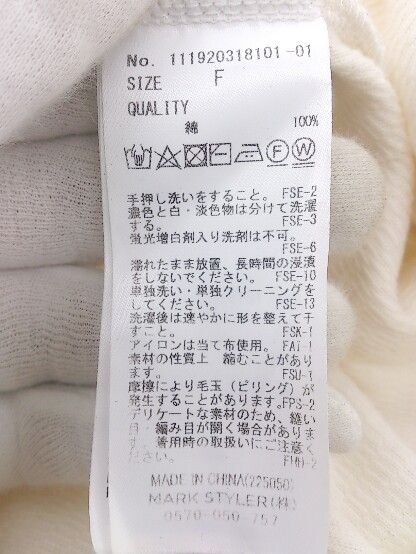 No. 111920318101-01
SIZE F
QUALITY
綿 100%
手押し洗いをすること。 FSE-2
濃色と白・淡色物は分けて洗濯
する。 FSE-3
蛍光増白剤入り洗剤は不可。
FSE-6
濡れたまま放置、長時間の浸漬
をしないでください。 FSE-10
単独洗い・単独クリーニングを
してください。 FSE-13
洗濯後は速やかに形を整えて干
すこと。 FSK-1
アイロンは当て布使用。 FAI-1
素材の性質上 縮むことがあり
ます。 FSU-1
摩擦により毛玉(ピリング)が
発生することがあります。FPS-2
デリケートな素材のため、縫い
目・編み目が開く場合がありま
す。着用時の取扱いにご注意く
ださい。 FMH-2
MADE IN CHINA(225050)
MARK STYLER(株)
0570-050-757